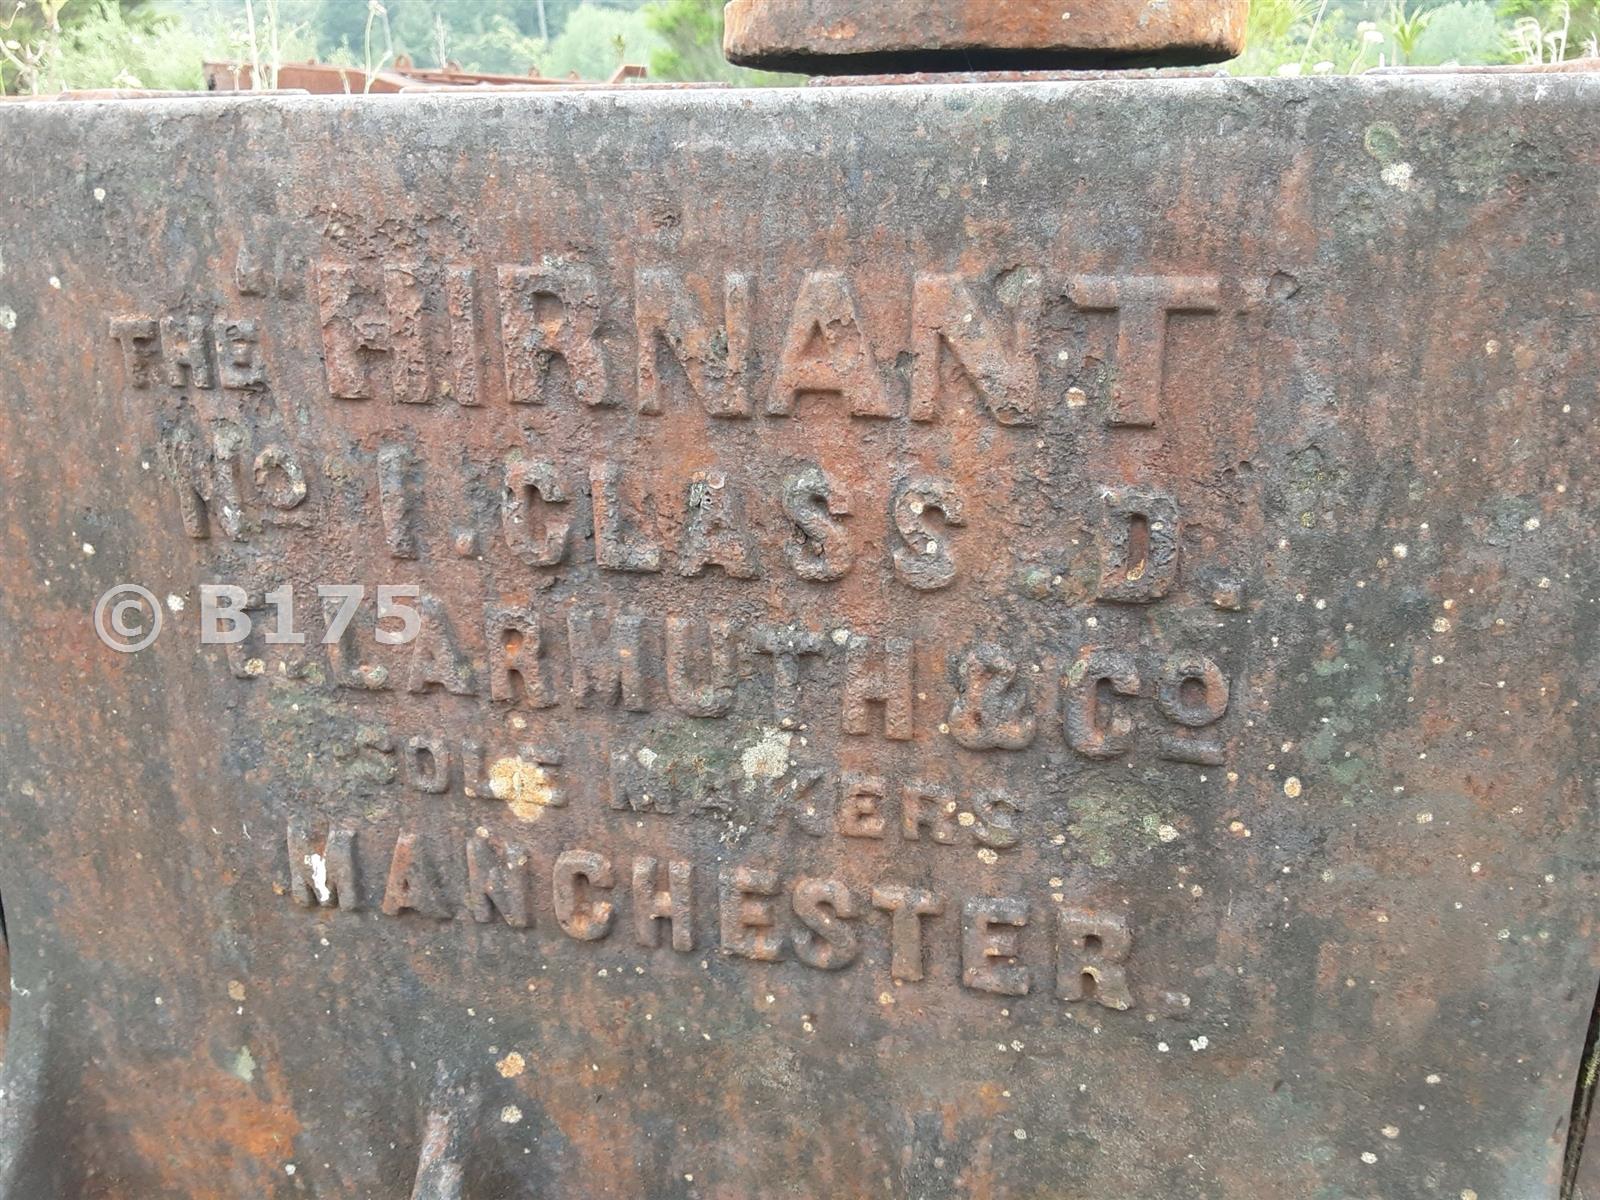 THE "HIRNANT"
No 1. CLASS D.
T. LARMUTH & Co
SOLE MAKERS
MANCHESTER.
© B175